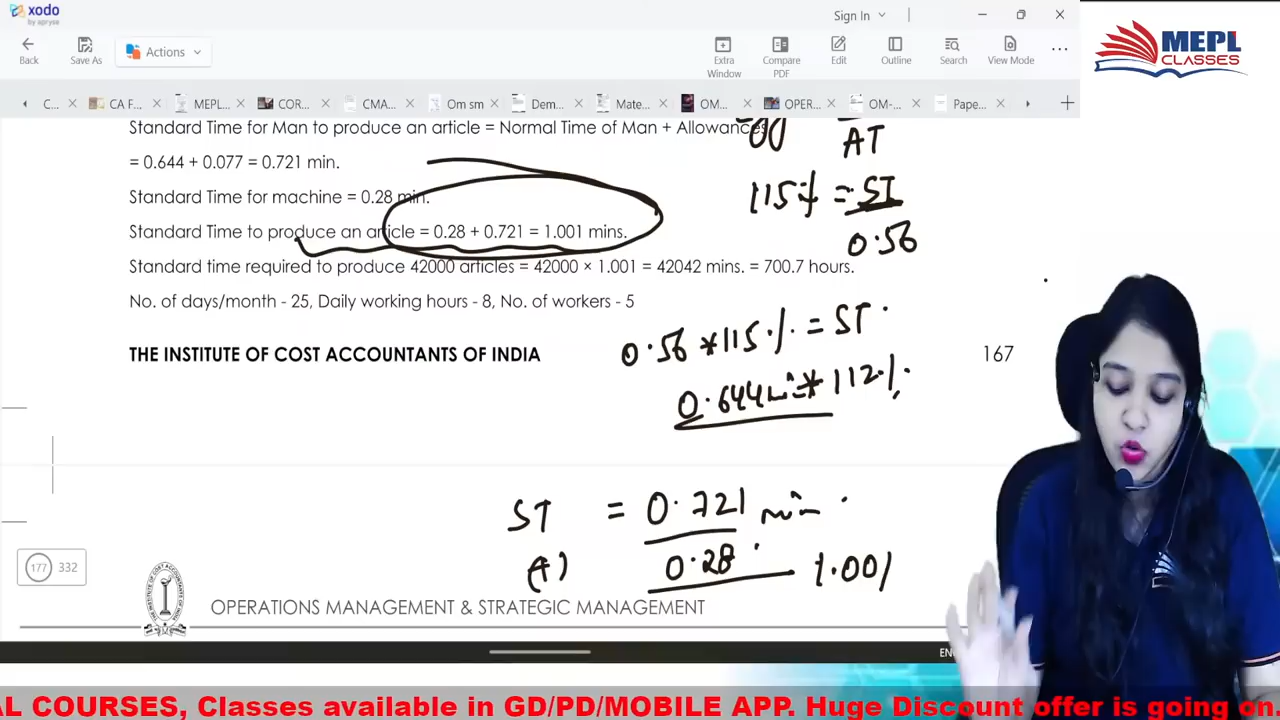 xodo
by apryse
Sign In
Back
Save As
Actions
Extra Window
Compare PDF
Edit
Outline
Search
View Mode
MEPL
CLASSES
C...
CA F...
MEPL...
COR...
CMA...
Om sm
Dem...
Mate...
OM...
OPER...
OM-...
Pape...
Standard Time for Man to produce an article = Normal Time of Man + Allowances
= 0.644 + 0.077 = 0.721 min.
Standard Time for machine = 0.28 min.
Standard Time to produce an article = 0.28 + 0.721 = 1.001 mins.
Standard time required to produce 42000 articles = 42000 × 1.001 = 42042 mins. = 700.7 hours.
No. of days/month - 25, Daily working hours - 8, No. of workers - 5
AT
115% = ST
0.56
0.56 * 115% = ST
0.644 min * 112%
THE INSTITUTE OF COST ACCOUNTANTS OF INDIA 167
ST = 0.721 min
(+) 0.28 1.001
177 332
OPERATIONS MANAGEMENT & STRATEGIC MANAGEMENT
AL COURSES, Classes available in GD/PD/MOBILE APP. Huge Discount offer is going on.